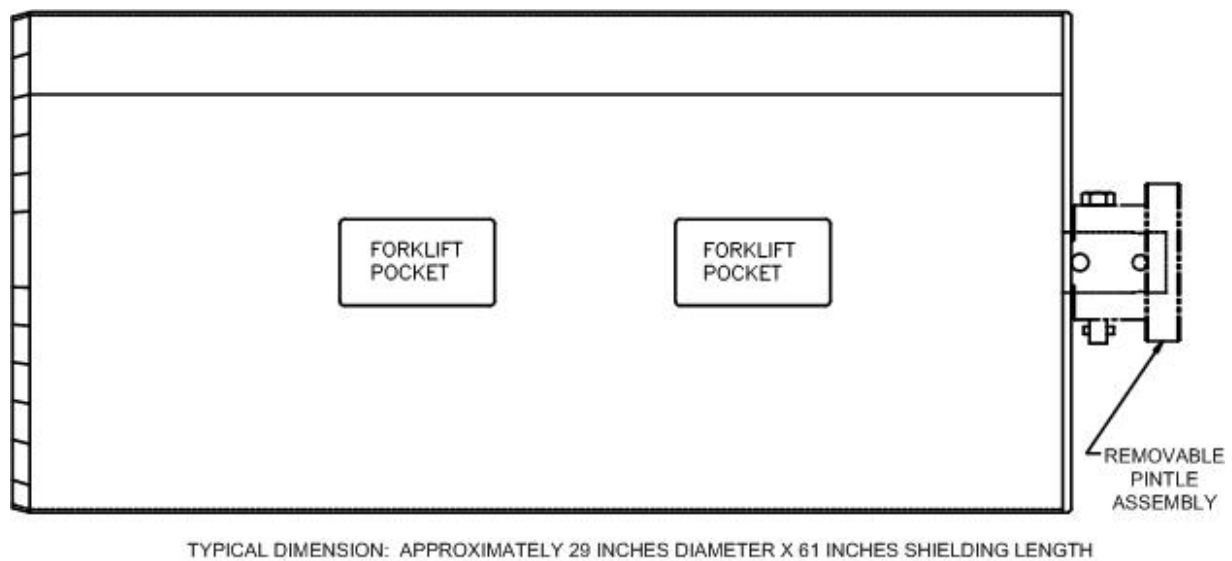 FORKLIFT
POCKET
FORKLIFT
POCKET
REMOVABLE
PINTLE
ASSEMBLY
TYPICAL DIMENSION: APPROXIMATELY 29 INCHES DIAMETER X 61 INCHES SHIELDING LENGTH